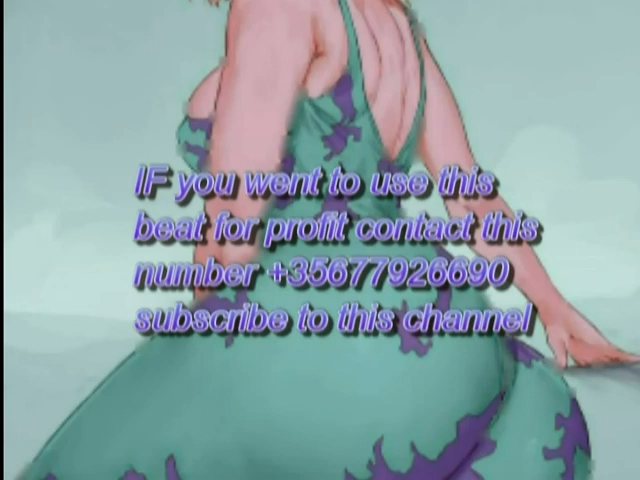 IF you went to use this
beat for profit contact this
number +35677926690
subscribe to this channel